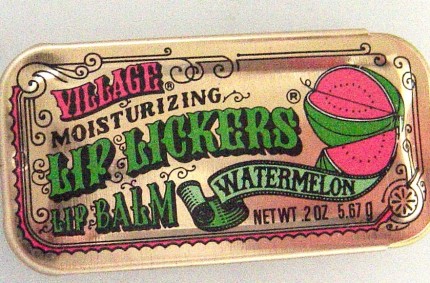 VILLAGE®
MOISTURIZING
LIP LICKERS®
LIP BALM
WATERMELON
NET WT .2 OZ 5.67 g